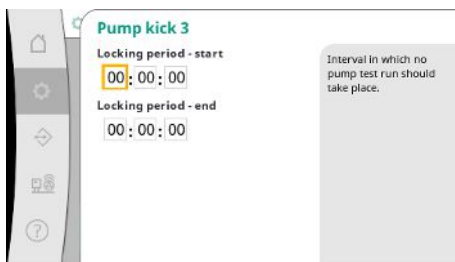 Pump kick 3
Locking period - start
00 : 00 : 00
Locking period - end
00 : 00 : 00
Interval in which no
pump test run should
take place.
?